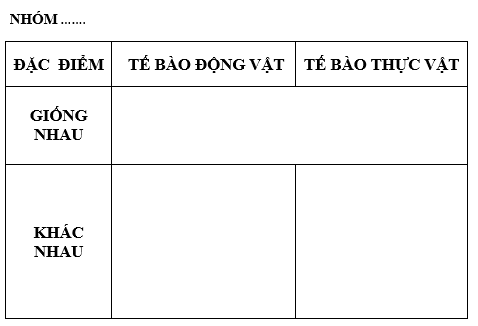 NHÓM .......
ĐẶC ĐIỂM TẾ BÀO ĐỘNG VẬT TẾ BÀO THỰC VẬT
GIỐNG
NHAU
KHÁC
NHAU